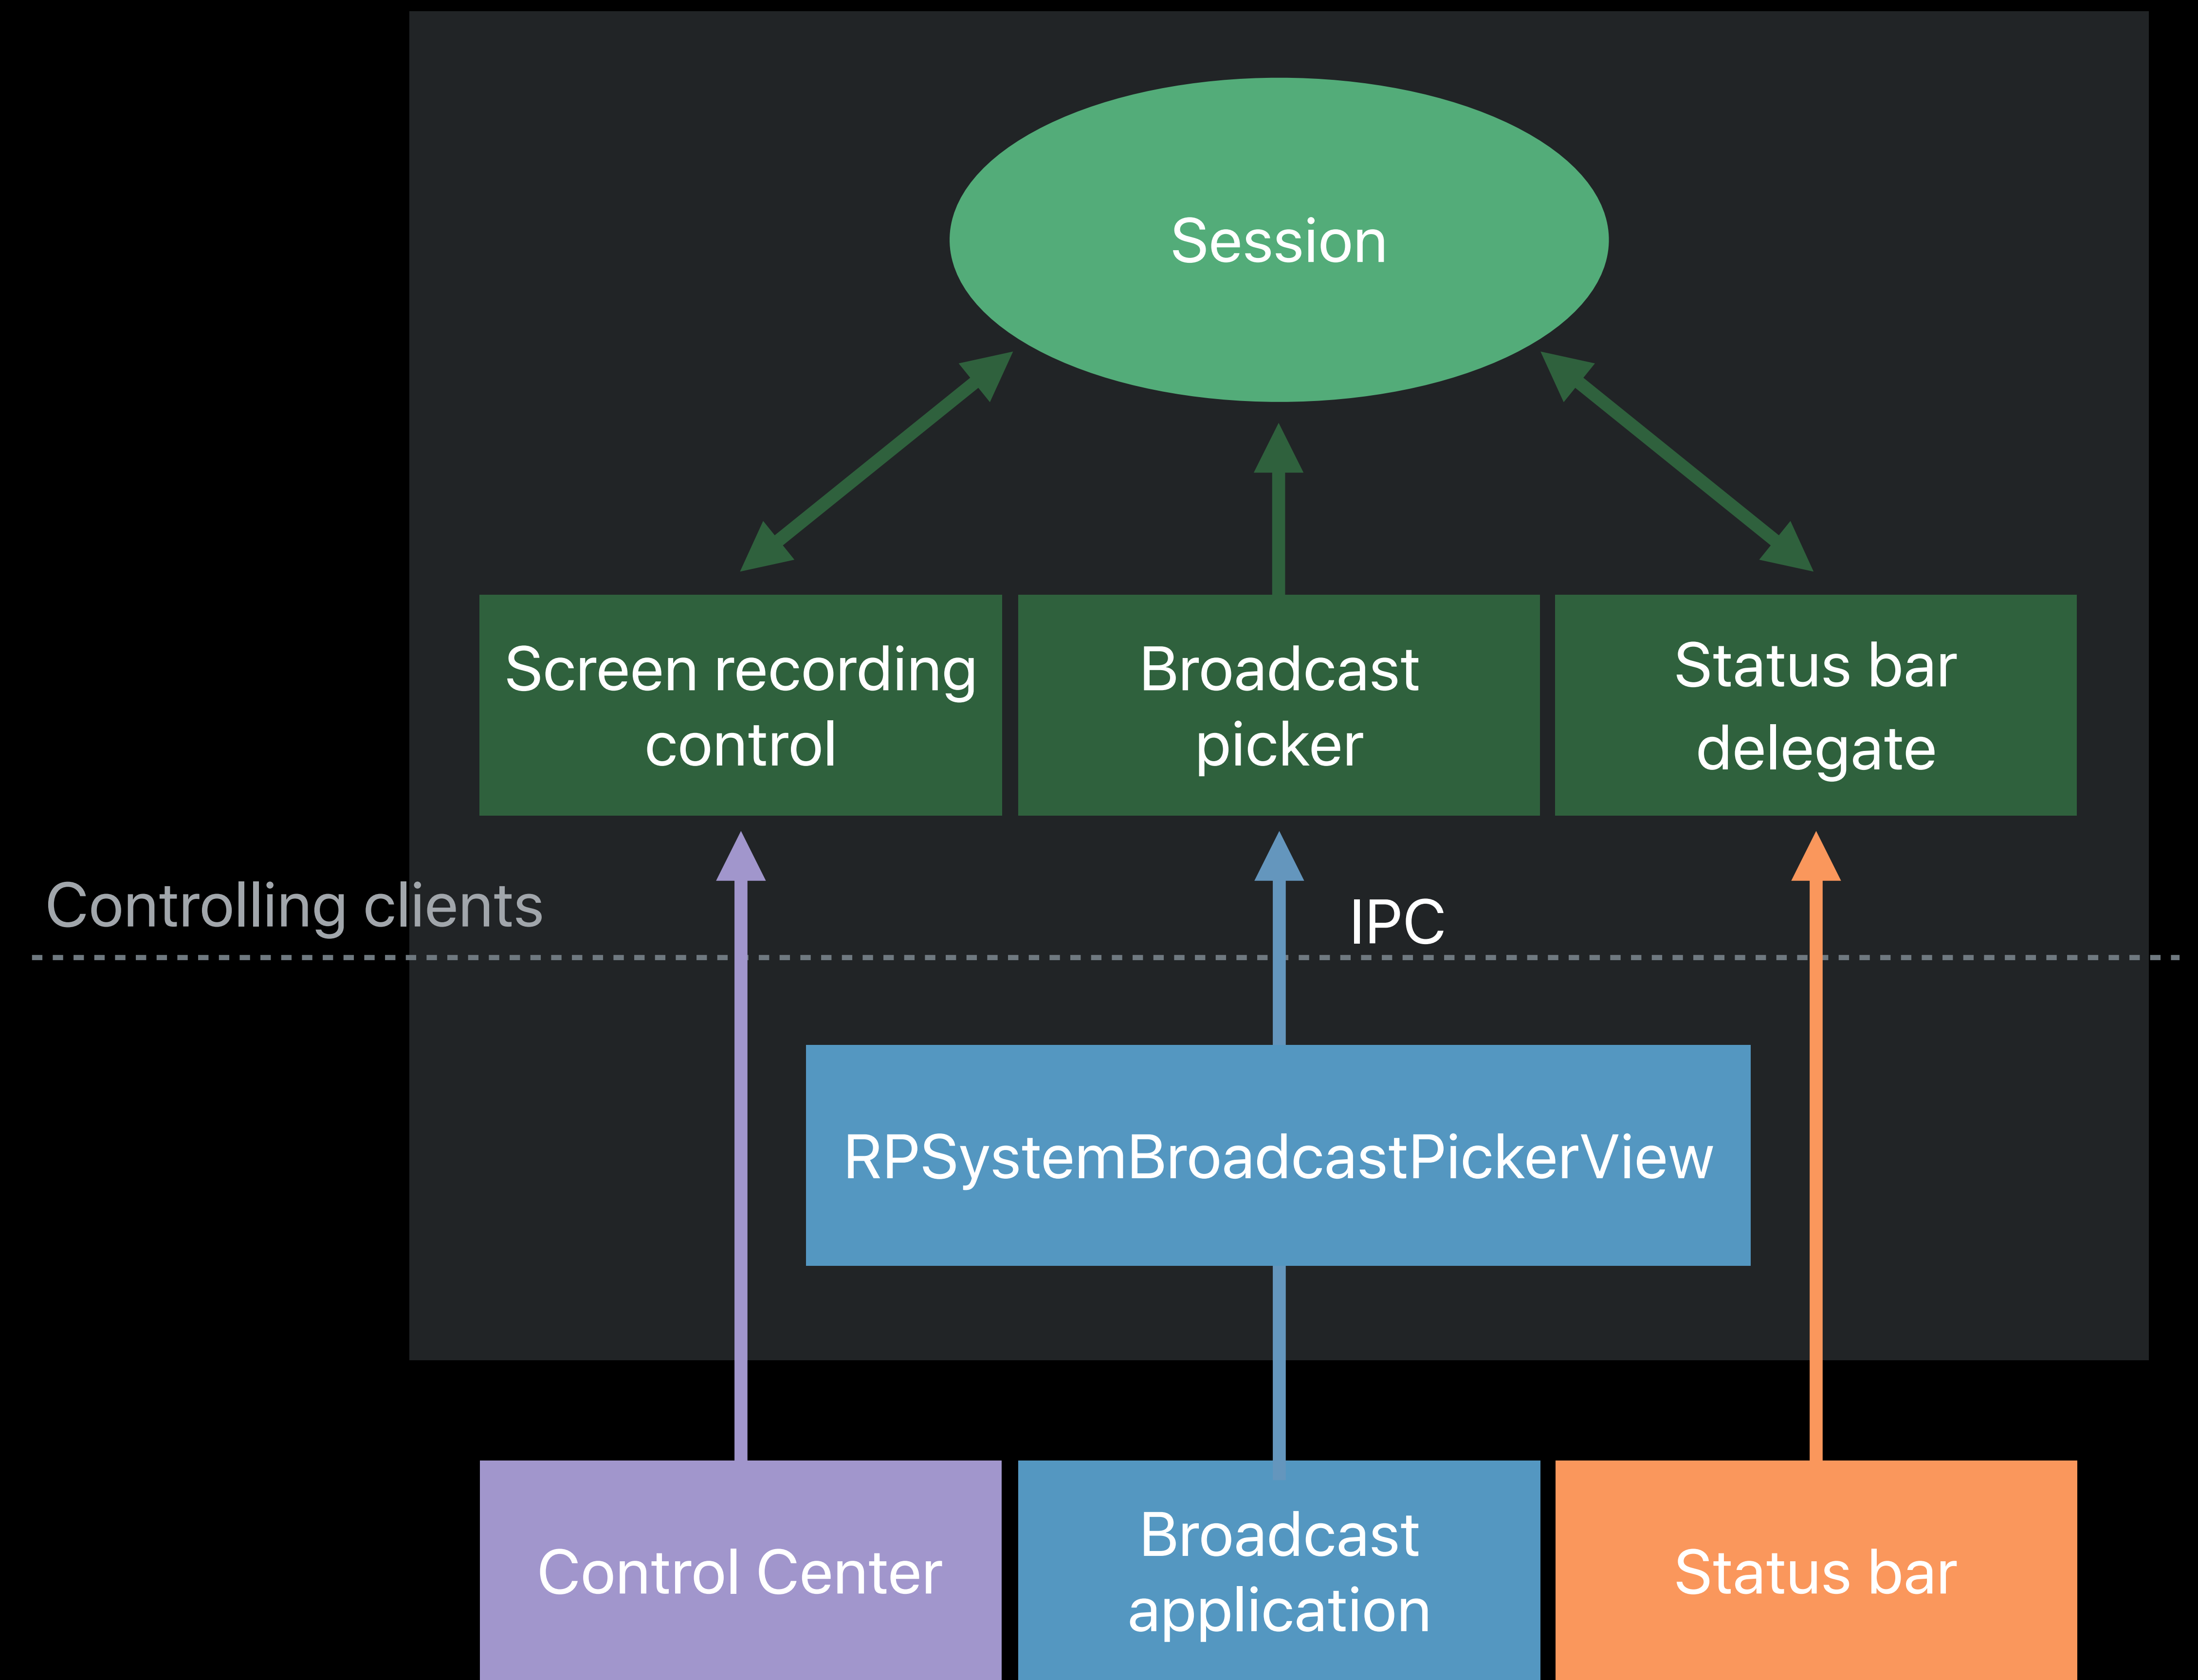 Session
Screen recording
control
Broadcast
picker
Status bar
delegate
Controlling clients
IPC
RPSystemBroadcastPickerView
Control Center
Broadcast
application
Status bar